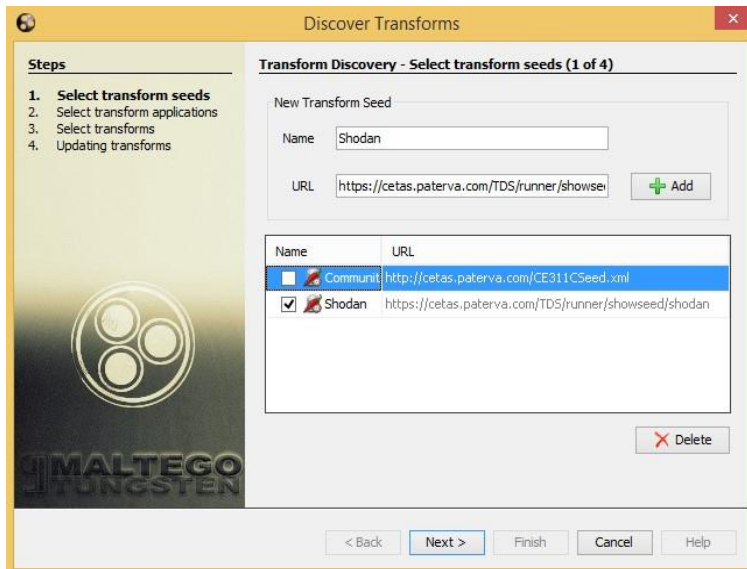 Discover Transforms
Steps
1. Select transform seeds
2. Select transform applications
3. Select transforms
4. Updating transforms
Transform Discovery - Select transform seeds (1 of 4)
New Transform Seed
Name Shodan
URL https://cetas.paterva.com/TDS/runner/showsee Add
Name URL
Communit http://cetas.paterva.com/CE311CSeed.xml
Shodan https://cetas.paterva.com/TDS/runner/showseed/shodan
Delete
MALTEGO
TUNGSTEN
< Back Next > Finish Cancel Help